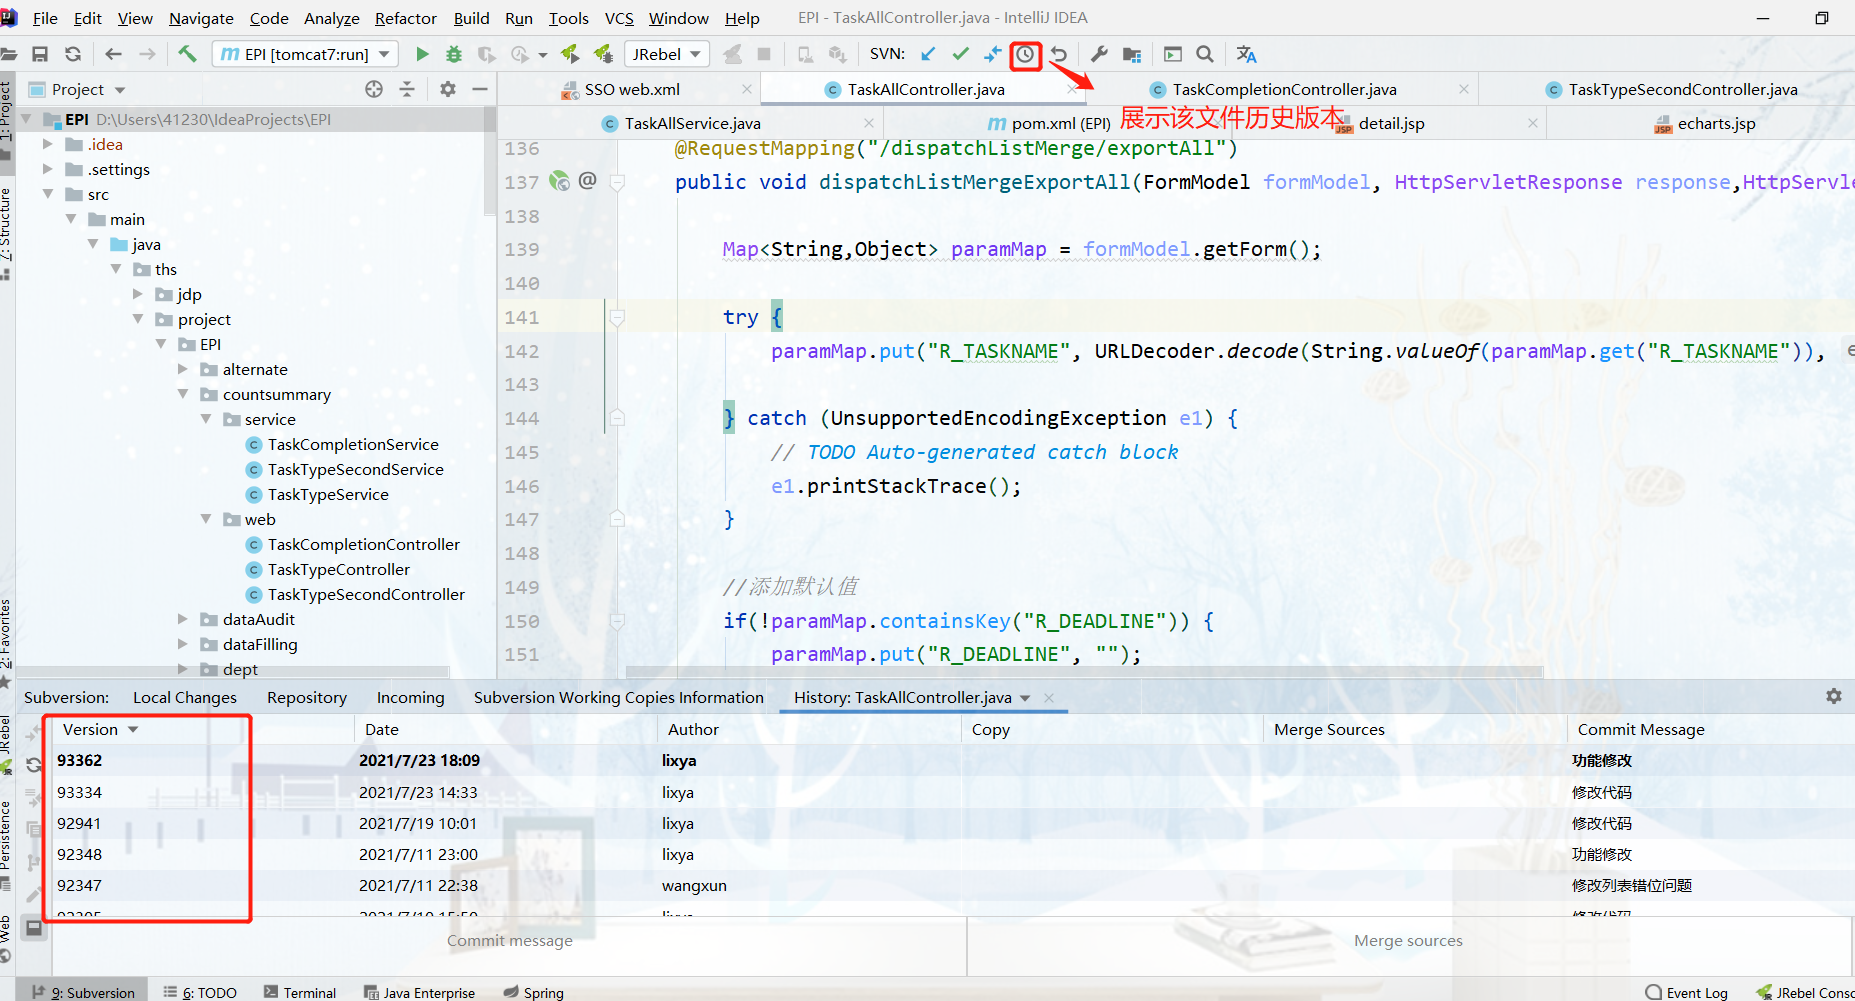 File Edit View Navigate Code Analyze Refactor Build Run Tools VCS Window Help EPI - TaskAllController.java - IntelliJ IDEA
EPI [tomcat7:run] JRebel SVN:
Project SSO web.xml TaskAllController.java TaskCompletionController.java TaskTypeSecondController.java
TaskAllService.java pom.xml (EPI) detail.jsp echarts.jsp
展示该文件历史版本
1: Project
7: Structure
2: Favorites
JRebel
Persistence
Web
EPI D:\Users\41230\IdeaProjects\EPI
.idea
.settings
src
main
java
ths
jdp
project
EPI
alternate
countsummary
service
TaskCompletionService
TaskTypeSecondService
TaskTypeService
web
TaskCompletionController
TaskTypeController
TaskTypeSecondController
dataAudit
dataFilling
dept
136 @RequestMapping("/dispatchListMerge/exportAll")
137 public void dispatchListMergeExportAll(FormModel formModel, HttpServletResponse response,HttpServle
138
139 Map<String,Object> paramMap = formModel.getForm();
140
141 try {
142 paramMap.put("R_TASKNAME", URLDecoder.decode(String.valueOf(paramMap.get("R_TASKNAME")),
143
144 } catch (UnsupportedEncodingException e1) {
145 // TODO Auto-generated catch block
146 e1.printStackTrace();
147 }
148
149 //添加默认值
150 if(!paramMap.containsKey("R_DEADLINE")) {
151 paramMap.put("R_DEADLINE", "");
Subversion: Local Changes Repository Incoming Subversion Working Copies Information History: TaskAllController.java
Version Date Author Copy Merge Sources Commit Message
93362 2021/7/23 18:09 lixya 功能修改
93334 2021/7/23 14:33 lixya 修改代码
92941 2021/7/19 10:01 lixya 修改代码
92348 2021/7/11 23:00 lixya 功能修改
92347 2021/7/11 22:38 wangxun 修改列表错位问题
Commit message Merge sources
9: Subversion 6: TODO Terminal Java Enterprise Spring Event Log JRebel Conso